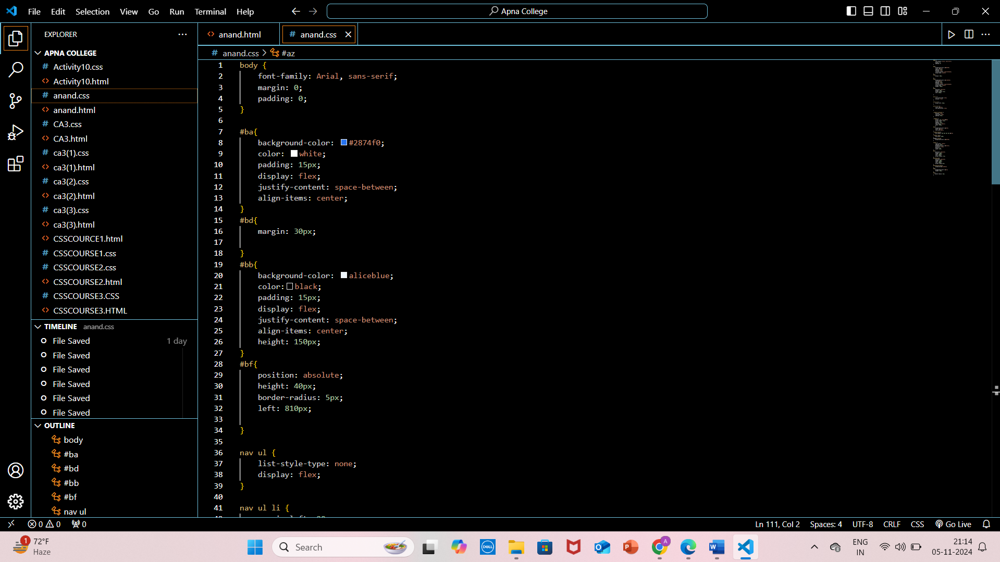 File Edit Selection View Go Run Terminal Help
Apna College
EXPLORER
APNA COLLEGE
# Activity10.css
<> Activity10.html
# anand.css
<> anand.html
# CA3.css
<> CA3.html
# ca3(1).css
<> ca3(1).html
# ca3(2).css
<> ca3(2).html
# ca3(3).css
<> ca3(3).html
<> CSSCOURCE1.html
# CSSCOURSE1.css
# CSSCOURSE2.css
<> CSSCOURSE2.html
# CSSCOURSE3.CSS
<> CSSCOURSE3.HTML
TIMELINE anand.css
File Saved 1 day
File Saved
File Saved
File Saved
File Saved
File Saved
OUTLINE
body
#ba
#bd
#bb
#bf
nav ul
<> anand.html # anand.css
# anand.css > #az
1 body {
2 font-family: Arial, sans-serif;
3 margin: 0;
4 padding: 0;
5 }
6
7 #ba{
8 background-color: #2874f0;
9 color: white;
10 padding: 15px;
11 display: flex;
12 justify-content: space-between;
13 align-items: center;
14 }
15 #bd{
16 margin: 30px;
17
18 }
19 #bb{
20 background-color: aliceblue;
21 color: black;
22 padding: 15px;
23 display: flex;
24 justify-content: space-between;
25 align-items: center;
26 height: 150px;
27 }
28 #bf{
29 position: absolute;
30 height: 40px;
31 border-radius: 5px;
32 left: 810px;
33
34 }
35
36 nav ul {
37 list-style-type: none;
38 display: flex;
39 }
40
41 nav ul li {
0 0 0
Ln 111, Col 2 Spaces: 4 UTF-8 CRLF CSS Go Live
1
72°F
Haze
Search
DELL
A
ENG
IN
21:14
05-11-2024